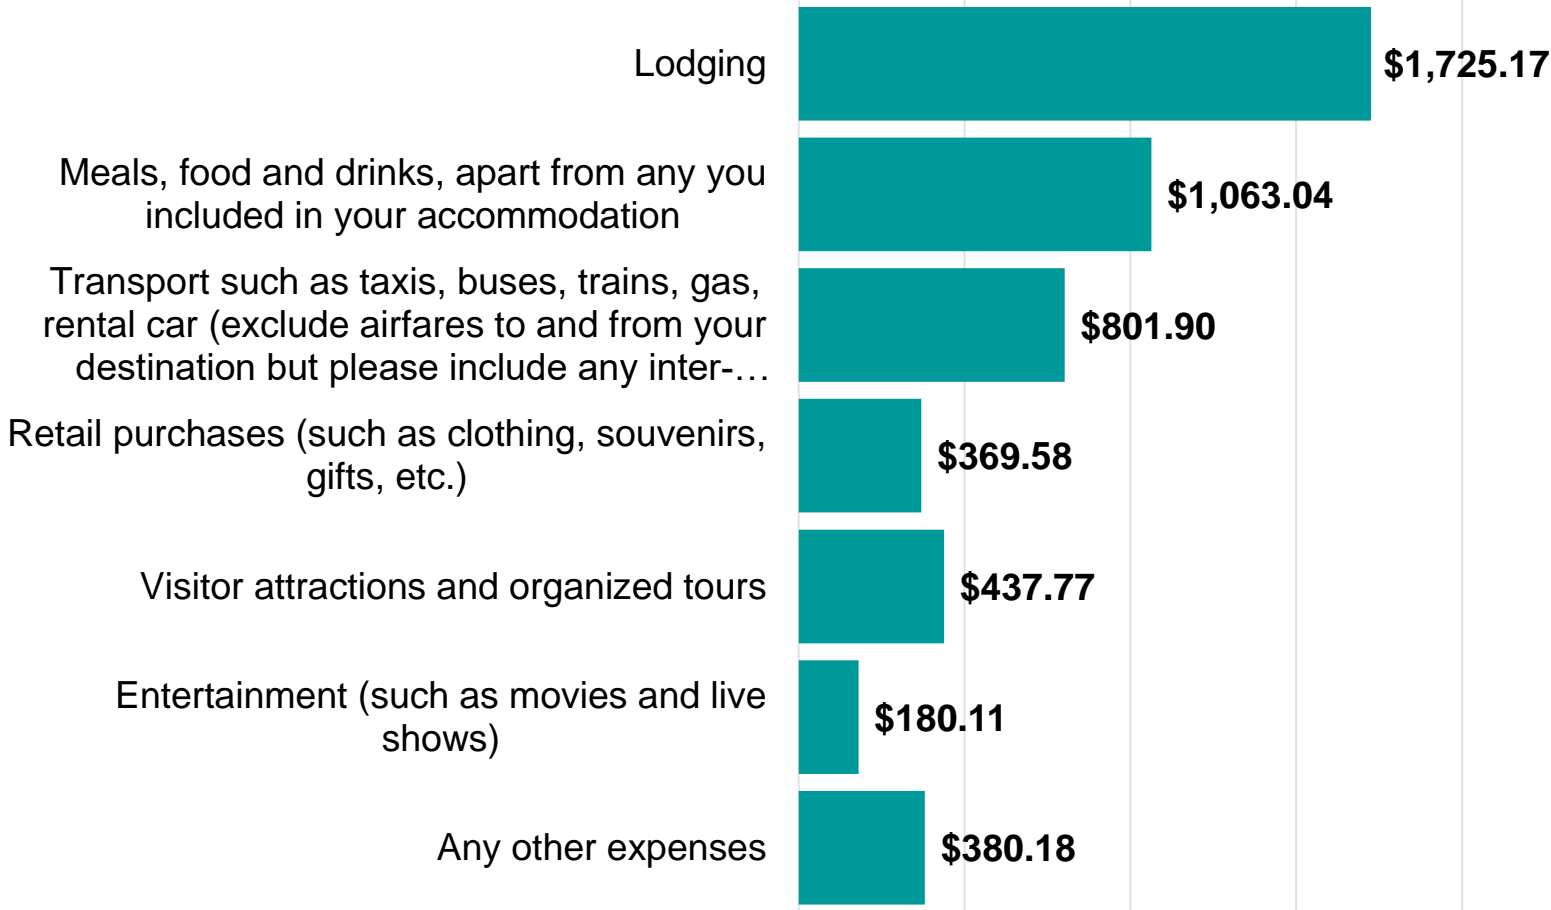 Lodging
$1,725.17
Meals, food and drinks, apart from any you
included in your accommodation
$1,063.04
Transport such as taxis, buses, trains, gas,
rental car (exclude airfares to and from your
destination but please include any inter-…
$801.90
Retail purchases (such as clothing, souvenirs,
gifts, etc.)
$369.58
Visitor attractions and organized tours
$437.77
Entertainment (such as movies and live
shows)
$180.11
Any other expenses
$380.18